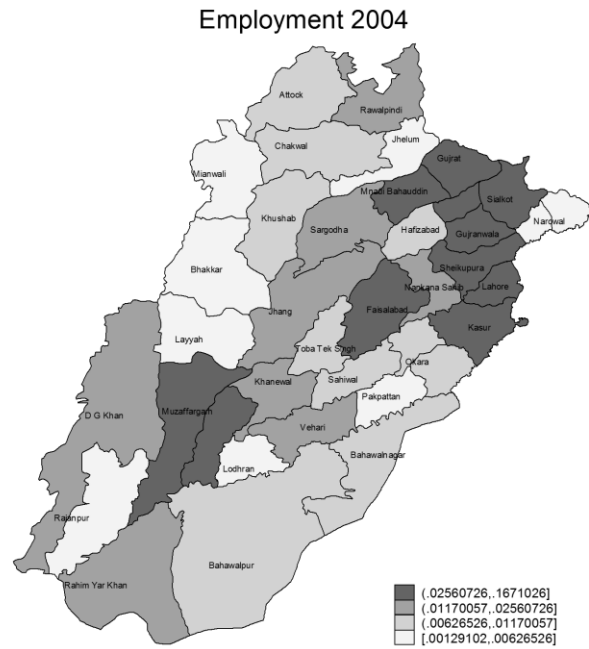 Employment 2004
Attock
Rawalpindi
Chakwal
Jhelum
Gujrat
Mianwali
Mnadi Bahauddin
Sialkot
Khushab
Hafizabad
Narowal
Sargodha
Gujranwala
Bhakkar
Sheikupura
Nankana Sahib
Lahore
Jhang
Faisalabad
Kasur
Layyah
Toba Tek Singh
Okara
Sahiwal
Khanewal
Pakpattan
D G Khan
Muzaffargarh
Vehari
Bahawalnagar
Lodhran
Rajanpur
Bahawalpur
Rahim Yar Khan
(.02560726,.1671026]
(.01170057,.02560726]
(.00626526,.01170057]
[.00129102,.00626526]